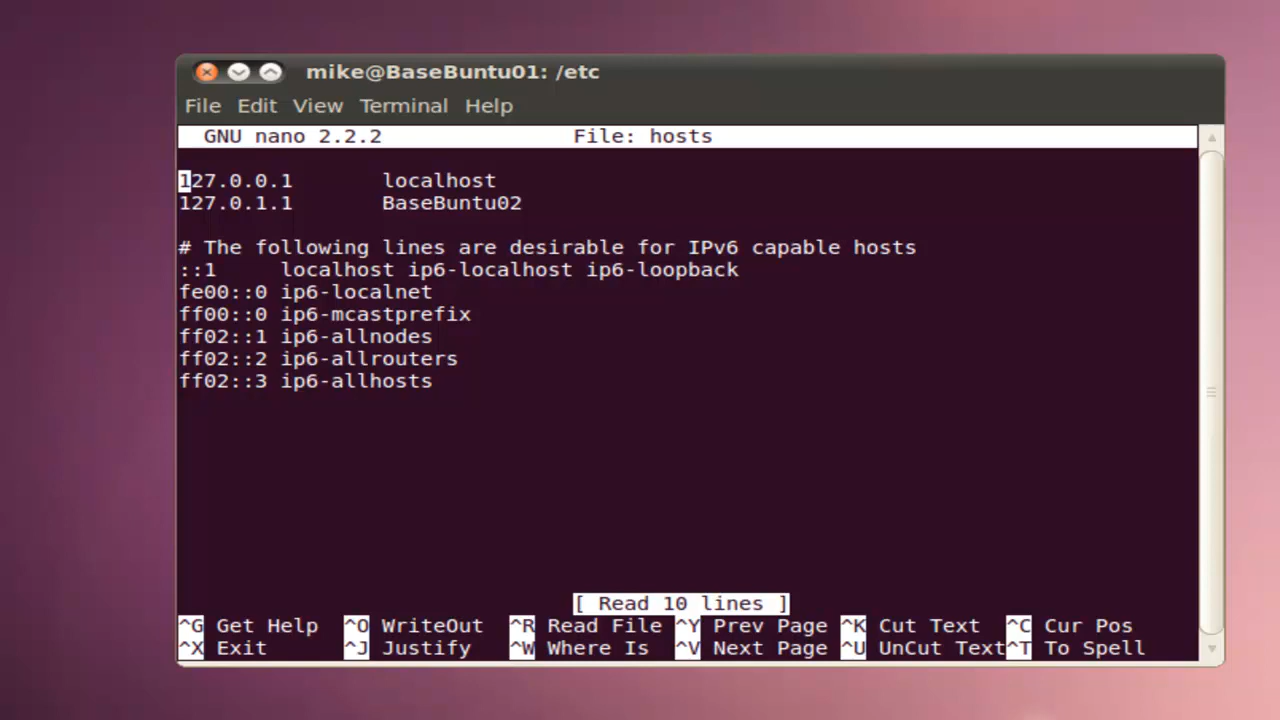 mike@BaseBuntu01: /etc
File Edit View Terminal Help
GNU nano 2.2.2 File: hosts
127.0.0.1 localhost
127.0.1.1 BaseBuntu02
# The following lines are desirable for IPv6 capable hosts
::1 localhost ip6-localhost ip6-loopback
fe00::0 ip6-localnet
ff00::0 ip6-mcastprefix
ff02::1 ip6-allnodes
ff02::2 ip6-allrouters
ff02::3 ip6-allhosts
[ Read 10 lines ]
^G Get Help ^O WriteOut ^R Read File ^Y Prev Page ^K Cut Text ^C Cur Pos
^X Exit ^J Justify ^W Where Is ^V Next Page ^U UnCut Text ^T To Spell